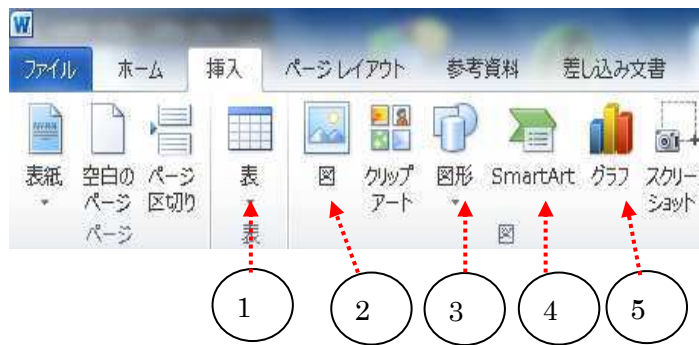 W
ファイル ホーム 挿入 ページ レイアウト 参考資料 差し込み文書
表紙 空白の ページ 表 図 クリップ 図形 SmartArt グラフ スクリー
ページ 区切り アート ショット
ページ 表 図
1 2 3 4 5